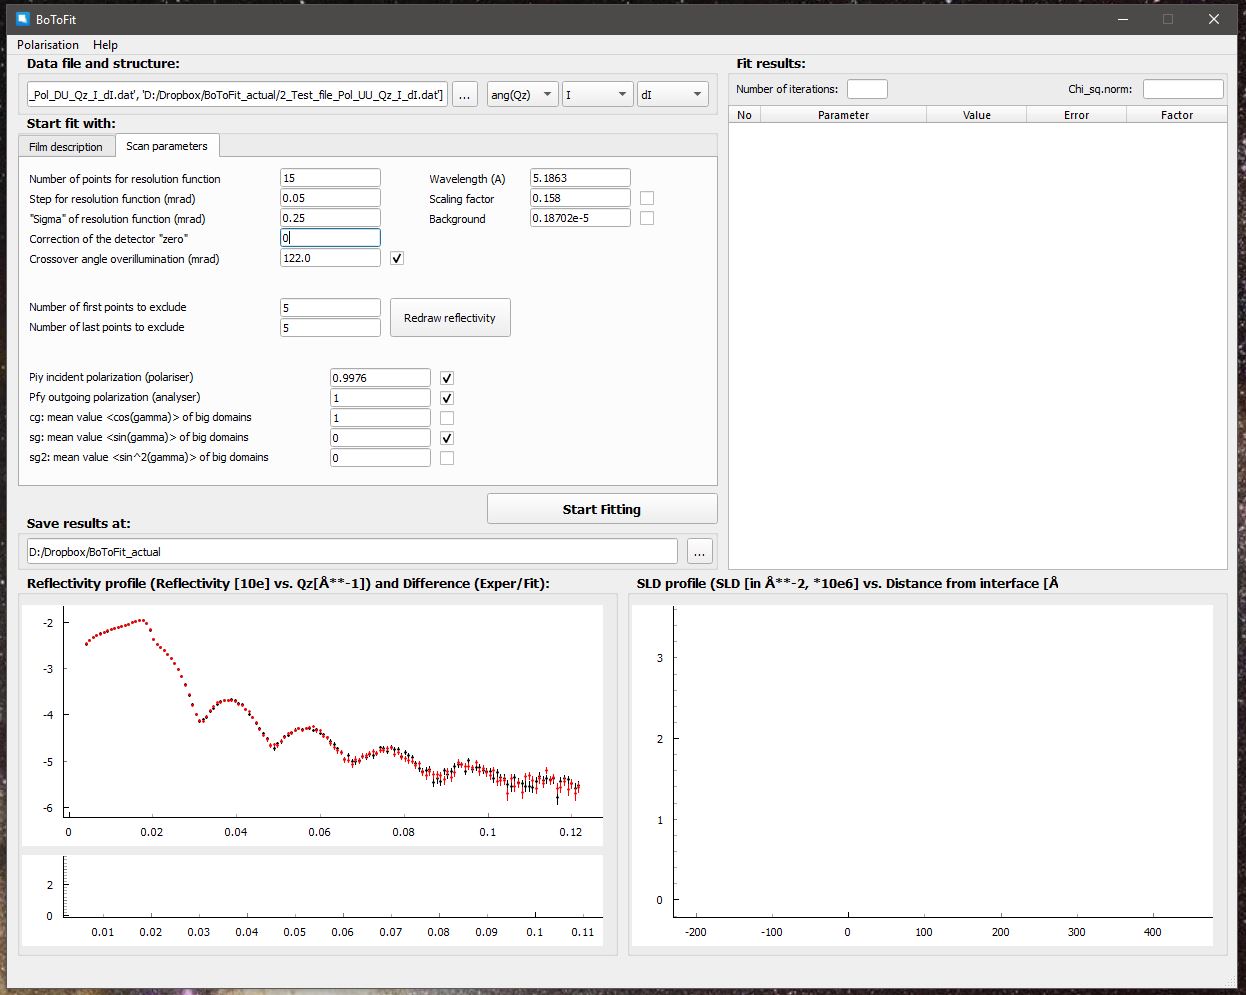 BoToFit
Polarisation Help
Data file and structure:
_Pol_DU_Qz_I_dI.dat', 'D:/Dropbox/BoToFit_actual/2_Test_file_Pol_UU_Qz_I_dI.dat'] ... ang(Qz) I dI
Start fit with:
Film description Scan parameters
Number of points for resolution function 15 Wavelength (A) 5.1863
Step for resolution function (mrad) 0.05 Scaling factor 0.158
"Sigma" of resolution function (mrad) 0.25 Background 0.18702e-5
Correction of the detector "zero" 0
Crossover angle overillumination (mrad) 122.0
Number of first points to exclude 5
Number of last points to exclude 5
Redraw reflectivity
Piy incident polarization (polariser) 0.9976
Pfy outgoing polarization (analyser) 1
cg: mean value <cos(gamma)> of big domains 1
sg: mean value <sin(gamma)> of big domains 0
sg2: mean value <sin^2(gamma)> of big domains 0
Start Fitting
Save results at:
D:/Dropbox/BoToFit_actual ...
Fit results:
Number of iterations: Chi_sq.norm:
No Parameter Value Error Factor
Reflectivity profile (Reflectivity [10e] vs. Qz[Å**-1]) and Difference (Exper/Fit):
-2
-3
-4
-5
-6
0 0.02 0.04 0.06 0.08 0.1 0.12
2
0
0.01 0.02 0.03 0.04 0.05 0.06 0.07 0.08 0.09 0.1 0.11
SLD profile (SLD [in Å**-2, *10e6] vs. Distance from interface [Å
3
2
1
0
-200 -100 0 100 200 300 400